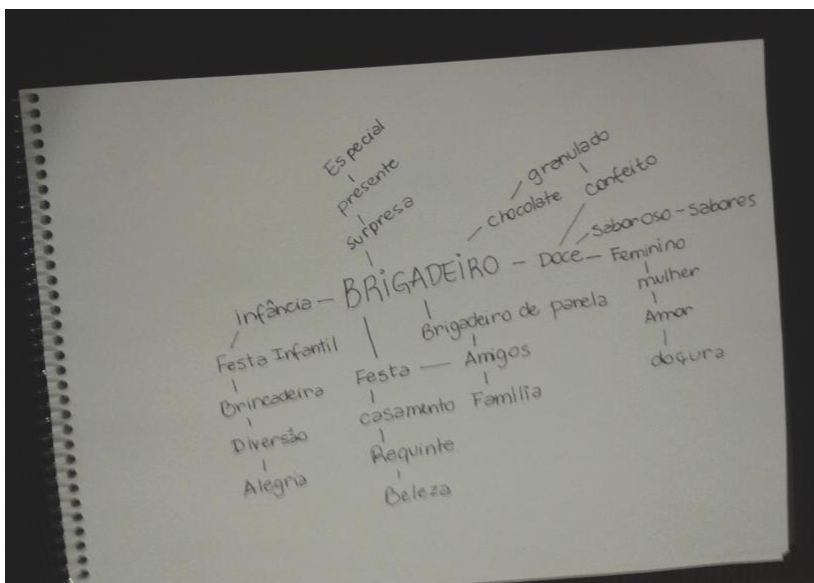 Especial
presente
surpresa
granulado
chocolate confeito
saboroso - sabores
infância - BRIGADEIRO - DOCE - Feminino
mulher
Amor
doçura
Brigadeiro de panela
Festa Infantil
Brincadeira
Diversão
Alegria
Festa - Amigos
casamento Família
Requinte
Beleza